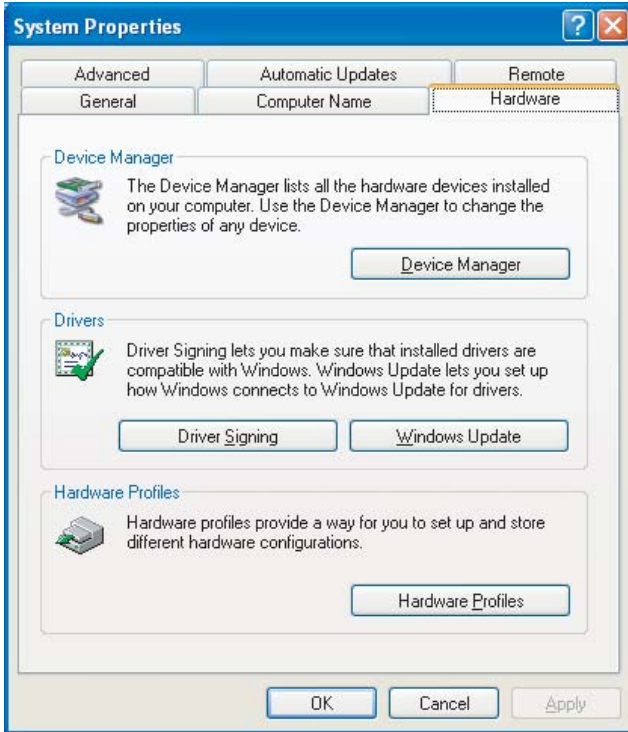 System Properties
Advanced Automatic Updates Remote
General Computer Name Hardware
Device Manager
The Device Manager lists all the hardware devices installed
on your computer. Use the Device Manager to change the
properties of any device.
Device Manager
Drivers
Driver Signing lets you make sure that installed drivers are
compatible with Windows. Windows Update lets you set up
how Windows connects to Windows Update for drivers.
Driver Signing Windows Update
Hardware Profiles
Hardware profiles provide a way for you to set up and store
different hardware configurations.
Hardware Profiles
OK Cancel Apply